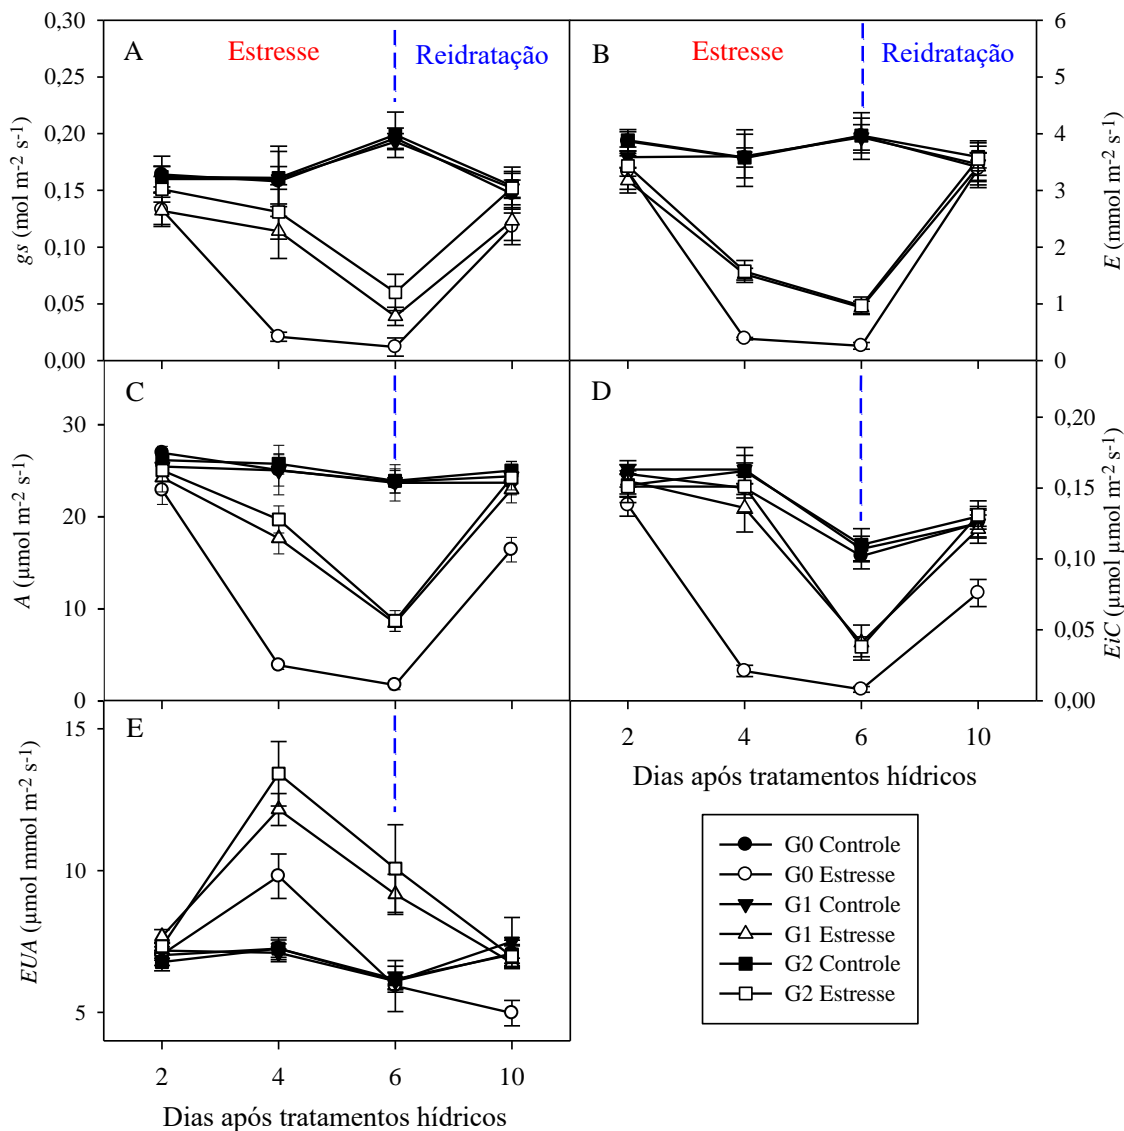 A
Estresse
Reidratação
0,30
0,25
0,20
0,15
0,10
0,05
0,00
gs (mol m-2 s-1)
B
Estresse
Reidratação
6
5
4
3
2
1
0
E (mmol m-2 s-1)
C
30
20
10
0
A (µmol m-2 s-1)
D
0,20
0,15
0,10
0,05
0,00
EiC (µmol µmol m-2 s-1)
2 4 6 10
Dias após tratamentos hídricos
E
15
10
5
EUA (µmol mmol m-2 s-1)
2 4 6 10
Dias após tratamentos hídricos
G0 Controle
G0 Estresse
G1 Controle
G1 Estresse
G2 Controle
G2 Estresse